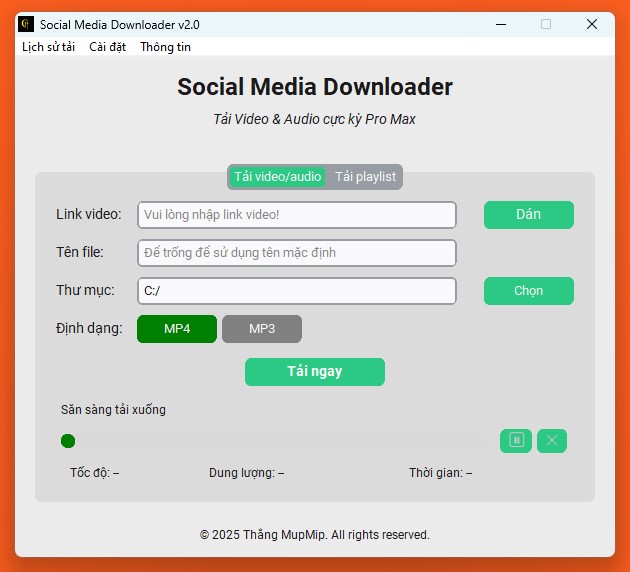 Social Media Downloader v2.0
Lịch sử tải Cài đặt Thông tin
Social Media Downloader
Tải Video & Audio cực kỳ Pro Max
Tải video/audio Tải playlist
Link video: Vui lòng nhập link video! Dán
Tên file: Để trống để sử dụng tên mặc định
Thư mục: C:/ Chọn
Định dạng: MP4 MP3
Tải ngay
Sẵn sàng tải xuống
Tốc độ: -- Dung lượng: -- Thời gian: --
© 2025 Thắng MupMip. All rights reserved.